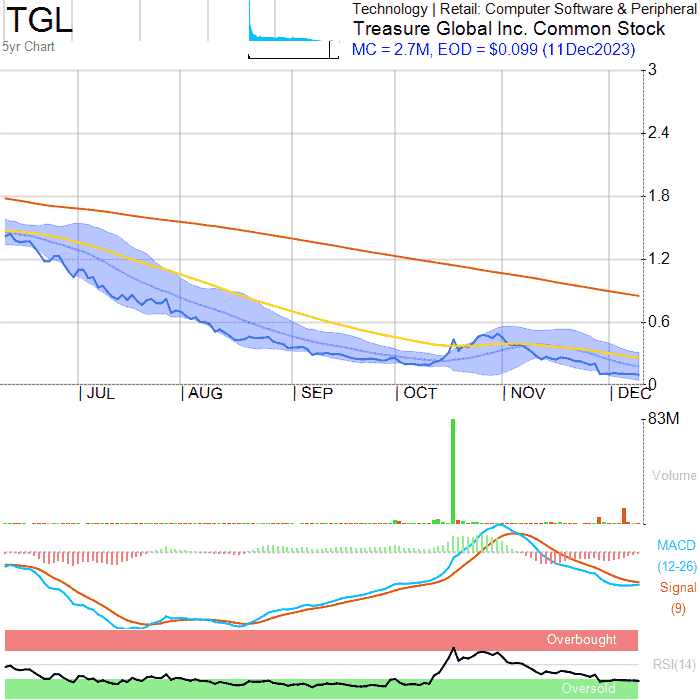 TGL
5yr Chart
Technology | Retail: Computer Software & Peripheral
Treasure Global Inc. Common Stock
MC = 2.7M, EOD = $0.099 (11Dec2023)
3
2.4
1.8
1.2
0.6
0
JUL
AUG
SEP
OCT
NOV
DEC
83M
Volume
MACD
(12-26)
Signal
(9)
Overbought
RSI(14)
Oversold